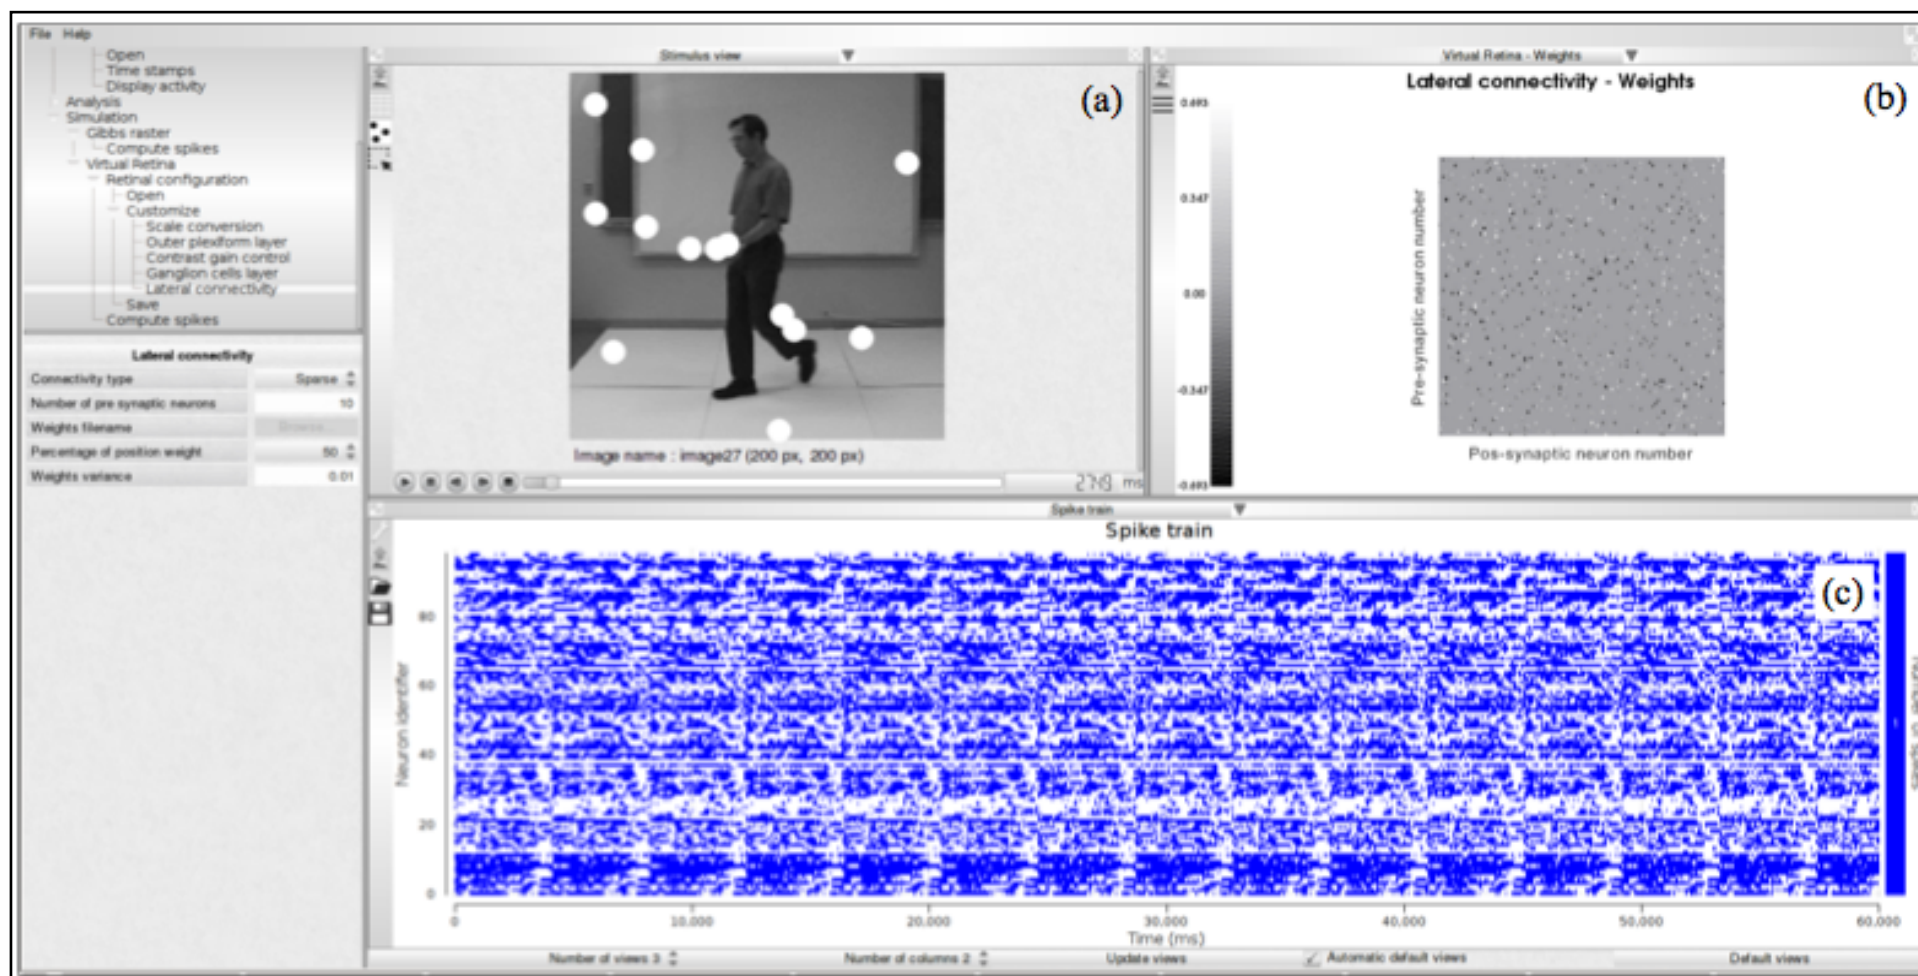 File Help
Open
Time stamps
Display activity
Analysis
Simulation
Gibbs raster
Compute spikes
Virtual Retina
Retinal configuration
Open
Customize
Scale conversion
Outer plexiform layer
Contrast gain control
Ganglion cells layer
Lateral connectivity
Save
Compute spikes
Lateral connectivity
Connectivity type Sparse
Number of pre synaptic neurons 10
Weights filename Browse...
Percentage of position weight 50
Weights variance 0.01
Stimulus view
(a)
Image name : image27 (200 px, 200 px)
ms
Virtual Retina - Weights
Lateral connectivity - Weights
(b)
0.693
0.347
0.00
-0.347
-0.693
Pre-synaptic neuron number
Pos-synaptic neuron number
Spike train
Spike train
(c)
80
60
40
20
0
Neuron identifier
0 10.000 20.000 30.000 40.000 50.000 60.000
Time (ms)
Number of spikes
Number of views 3 Number of columns 2 Update views Automatic default views Default views